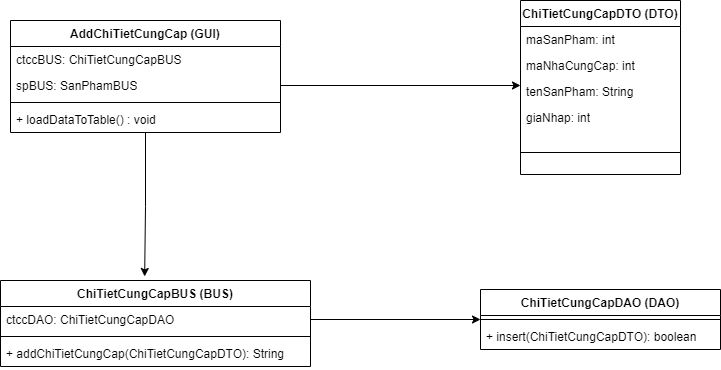 AddChiTietCungCap (GUI)
ctccBUS: ChiTietCungCapBUS
spBUS: SanPhamBUS
+ loadDataToTable() : void
ChiTietCungCapDTO (DTO)
maSanPham: int
maNhaCungCap: int
tenSanPham: String
giaNhap: int
ChiTietCungCapBUS (BUS)
ctccDAO: ChiTietCungCapDAO
+ addChiTietCungCap(ChiTietCungCapDTO): String
ChiTietCungCapDAO (DAO)
+ insert(ChiTietCungCapDTO): boolean